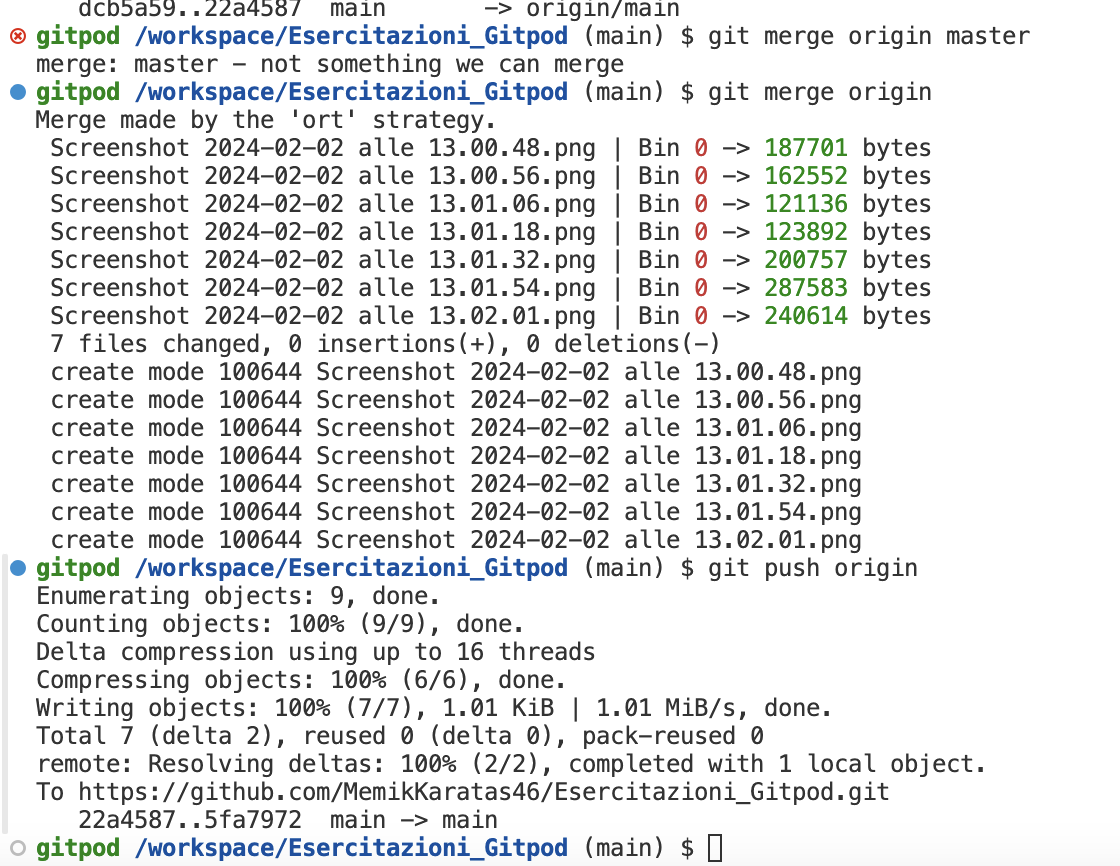 dcb5a59..22a4587  main       -> origin/main
gitpod /workspace/Esercitazioni_Gitpod (main) $ git merge origin master
merge: master - not something we can merge
gitpod /workspace/Esercitazioni_Gitpod (main) $ git merge origin
Merge made by the 'ort' strategy.
 Screenshot 2024-02-02 alle 13.00.48.png | Bin 0 -> 187701 bytes
 Screenshot 2024-02-02 alle 13.00.56.png | Bin 0 -> 162552 bytes
 Screenshot 2024-02-02 alle 13.01.06.png | Bin 0 -> 121136 bytes
 Screenshot 2024-02-02 alle 13.01.18.png | Bin 0 -> 123892 bytes
 Screenshot 2024-02-02 alle 13.01.32.png | Bin 0 -> 200757 bytes
 Screenshot 2024-02-02 alle 13.01.54.png | Bin 0 -> 287583 bytes
 Screenshot 2024-02-02 alle 13.02.01.png | Bin 0 -> 240614 bytes
 7 files changed, 0 insertions(+), 0 deletions(-)
 create mode 100644 Screenshot 2024-02-02 alle 13.00.48.png
 create mode 100644 Screenshot 2024-02-02 alle 13.00.56.png
 create mode 100644 Screenshot 2024-02-02 alle 13.01.06.png
 create mode 100644 Screenshot 2024-02-02 alle 13.01.18.png
 create mode 100644 Screenshot 2024-02-02 alle 13.01.32.png
 create mode 100644 Screenshot 2024-02-02 alle 13.01.54.png
 create mode 100644 Screenshot 2024-02-02 alle 13.02.01.png
gitpod /workspace/Esercitazioni_Gitpod (main) $ git push origin
Enumerating objects: 9, done.
Counting objects: 100% (9/9), done.
Delta compression using up to 16 threads
Compressing objects: 100% (6/6), done.
Writing objects: 100% (7/7), 1.01 KiB | 1.01 MiB/s, done.
Total 7 (delta 2), reused 0 (delta 0), pack-reused 0
remote: Resolving deltas: 100% (2/2), completed with 1 local object.
To https://github.com/MemikKaratas46/Esercitazioni_Gitpod.git
   22a4587..5fa7972  main -> main
gitpod /workspace/Esercitazioni_Gitpod (main) $